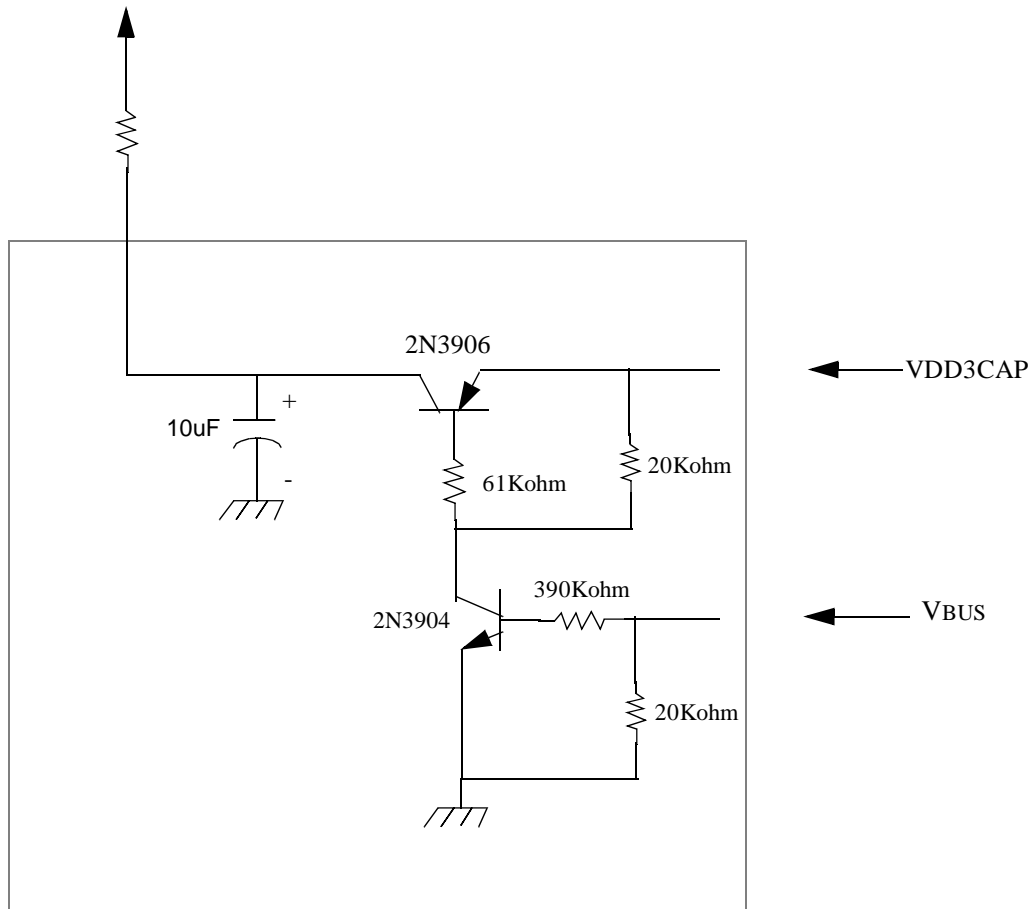 2N3906
VDD3CAP
+
10uF
-
61Kohm
20Kohm
390Kohm
2N3904
VBUS
20Kohm